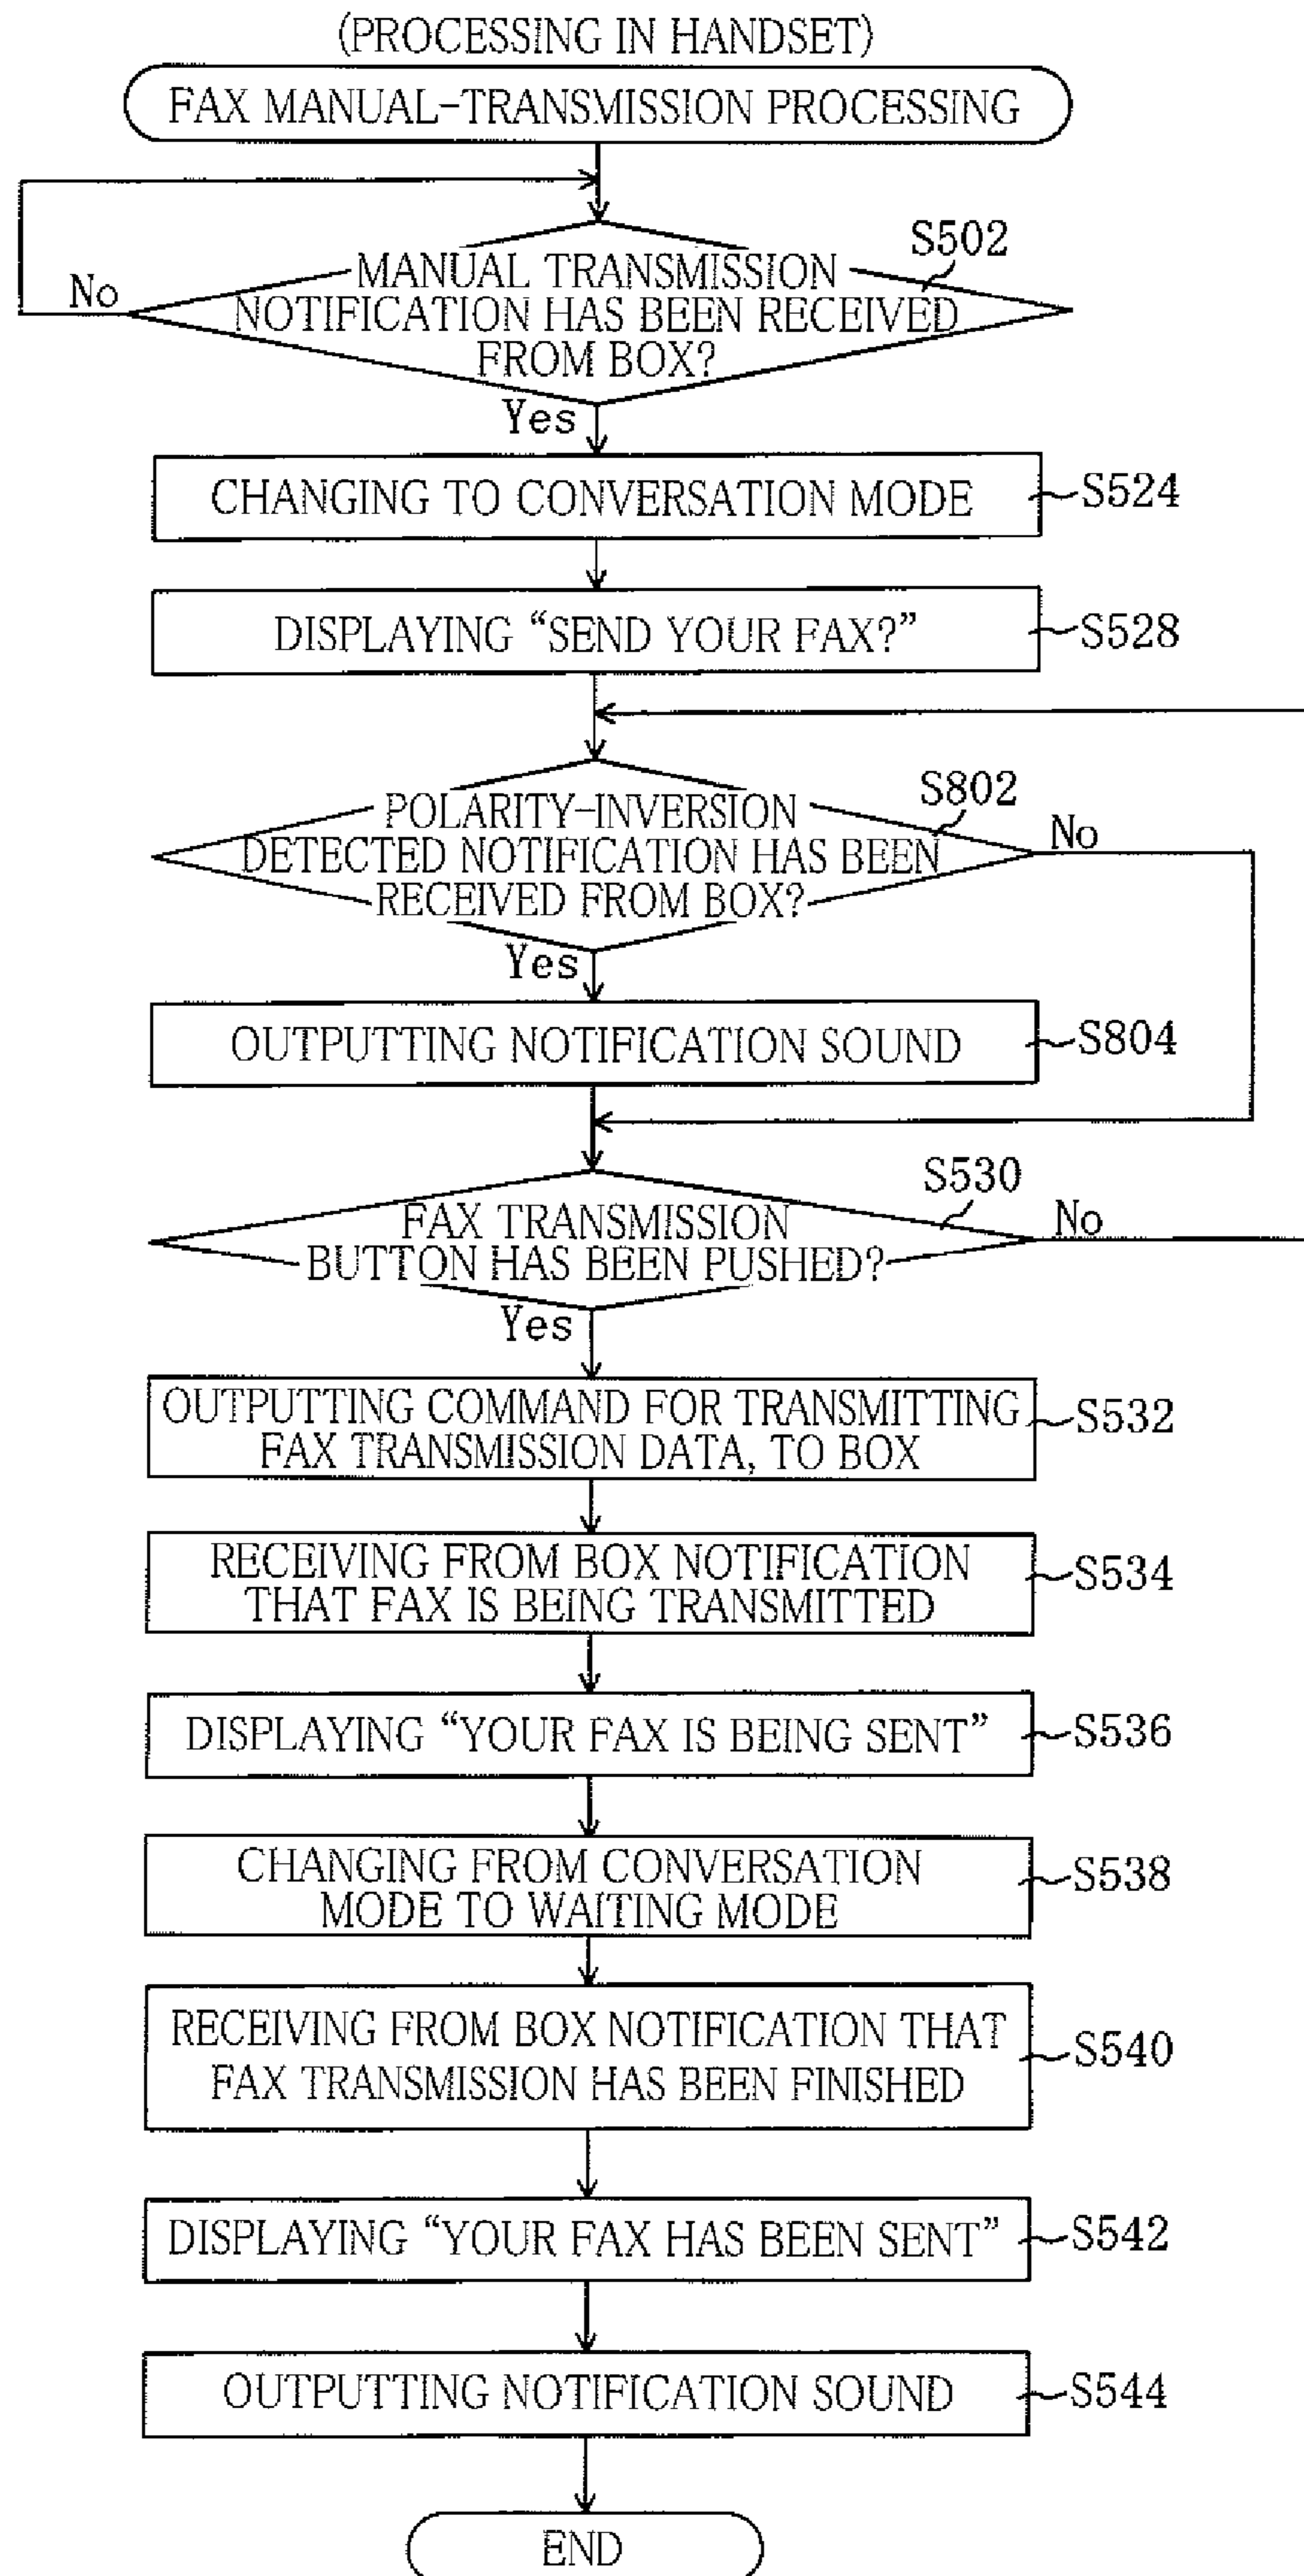 (PROCESSING IN HANDSET)
FAX MANUAL-TRANSMISSION PROCESSING
S502
MANUAL TRANSMISSION
No
NOTIFICATION HAS BEEN RECEIVED
FROM BOX?
Yes
CHANGING TO CONVERSATION MODE
S524
DISPLAYING “SEND YOUR FAX?”
S528
S802
POLARITY-INVERSION
No
DETECTED NOTIFICATION HAS BEEN
RECEIVED FROM BOX?
Yes
OUTPUTTING NOTIFICATION SOUND
S804
S530
FAX TRANSMISSION
No
BUTTON HAS BEEN PUSHED?
Yes
OUTPUTTING COMMAND FOR TRANSMITTING
FAX TRANSMISSION DATA, TO BOX
S532
RECEIVING FROM BOX NOTIFICATION
THAT FAX IS BEING TRANSMITTED
S534
DISPLAYING “YOUR FAX IS BEING SENT”
S536
CHANGING FROM CONVERSATION
MODE TO WAITING MODE
S538
RECEIVING FROM BOX NOTIFICATION THAT
FAX TRANSMISSION HAS BEEN FINISHED
S540
DISPLAYING “YOUR FAX HAS BEEN SENT”
S542
OUTPUTTING NOTIFICATION SOUND
S544
END